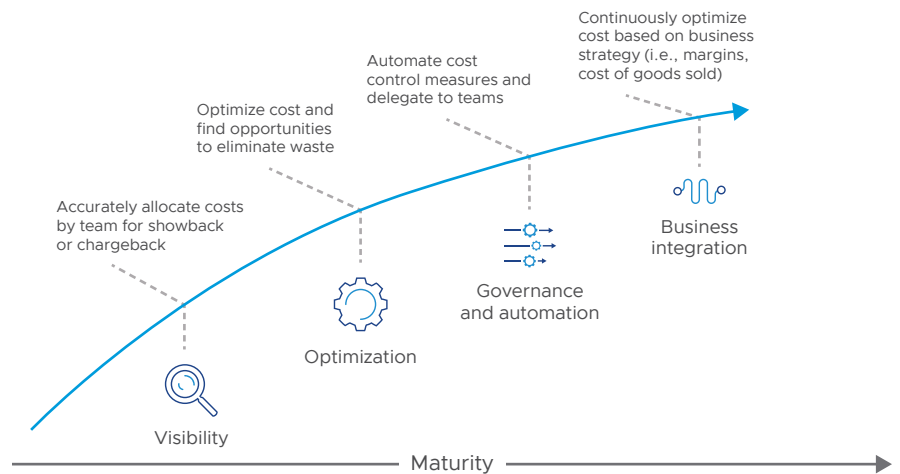 Continuously optimize
cost based on business
strategy (i.e., margins,
cost of goods sold)
Automate cost
control measures and
delegate to teams
Optimize cost and
find opportunities
to eliminate waste
Accurately allocate costs
by team for showback
or chargeback
Visibility
Optimization
Governance
and automation
Business
integration
Maturity